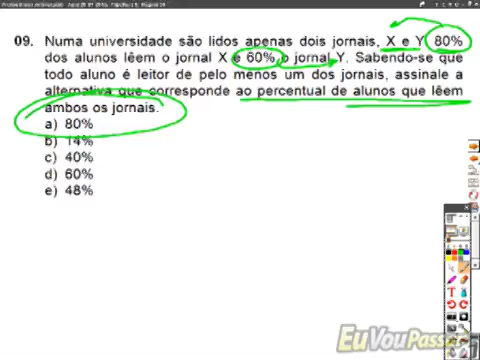 09. Numa universidade são lidos apenas dois jornais, X e Y. 80%
dos alunos lêem o jornal X e 60%, o jornal Y. Sabendo-se que
todo aluno é leitor de pelo menos um dos jornais, assinale a
alternativa que corresponde ao percentual de alunos que lêem
ambos os jornais.
a) 80%
b) 14%
c) 40%
d) 60%
e) 48%
EuVouPassar